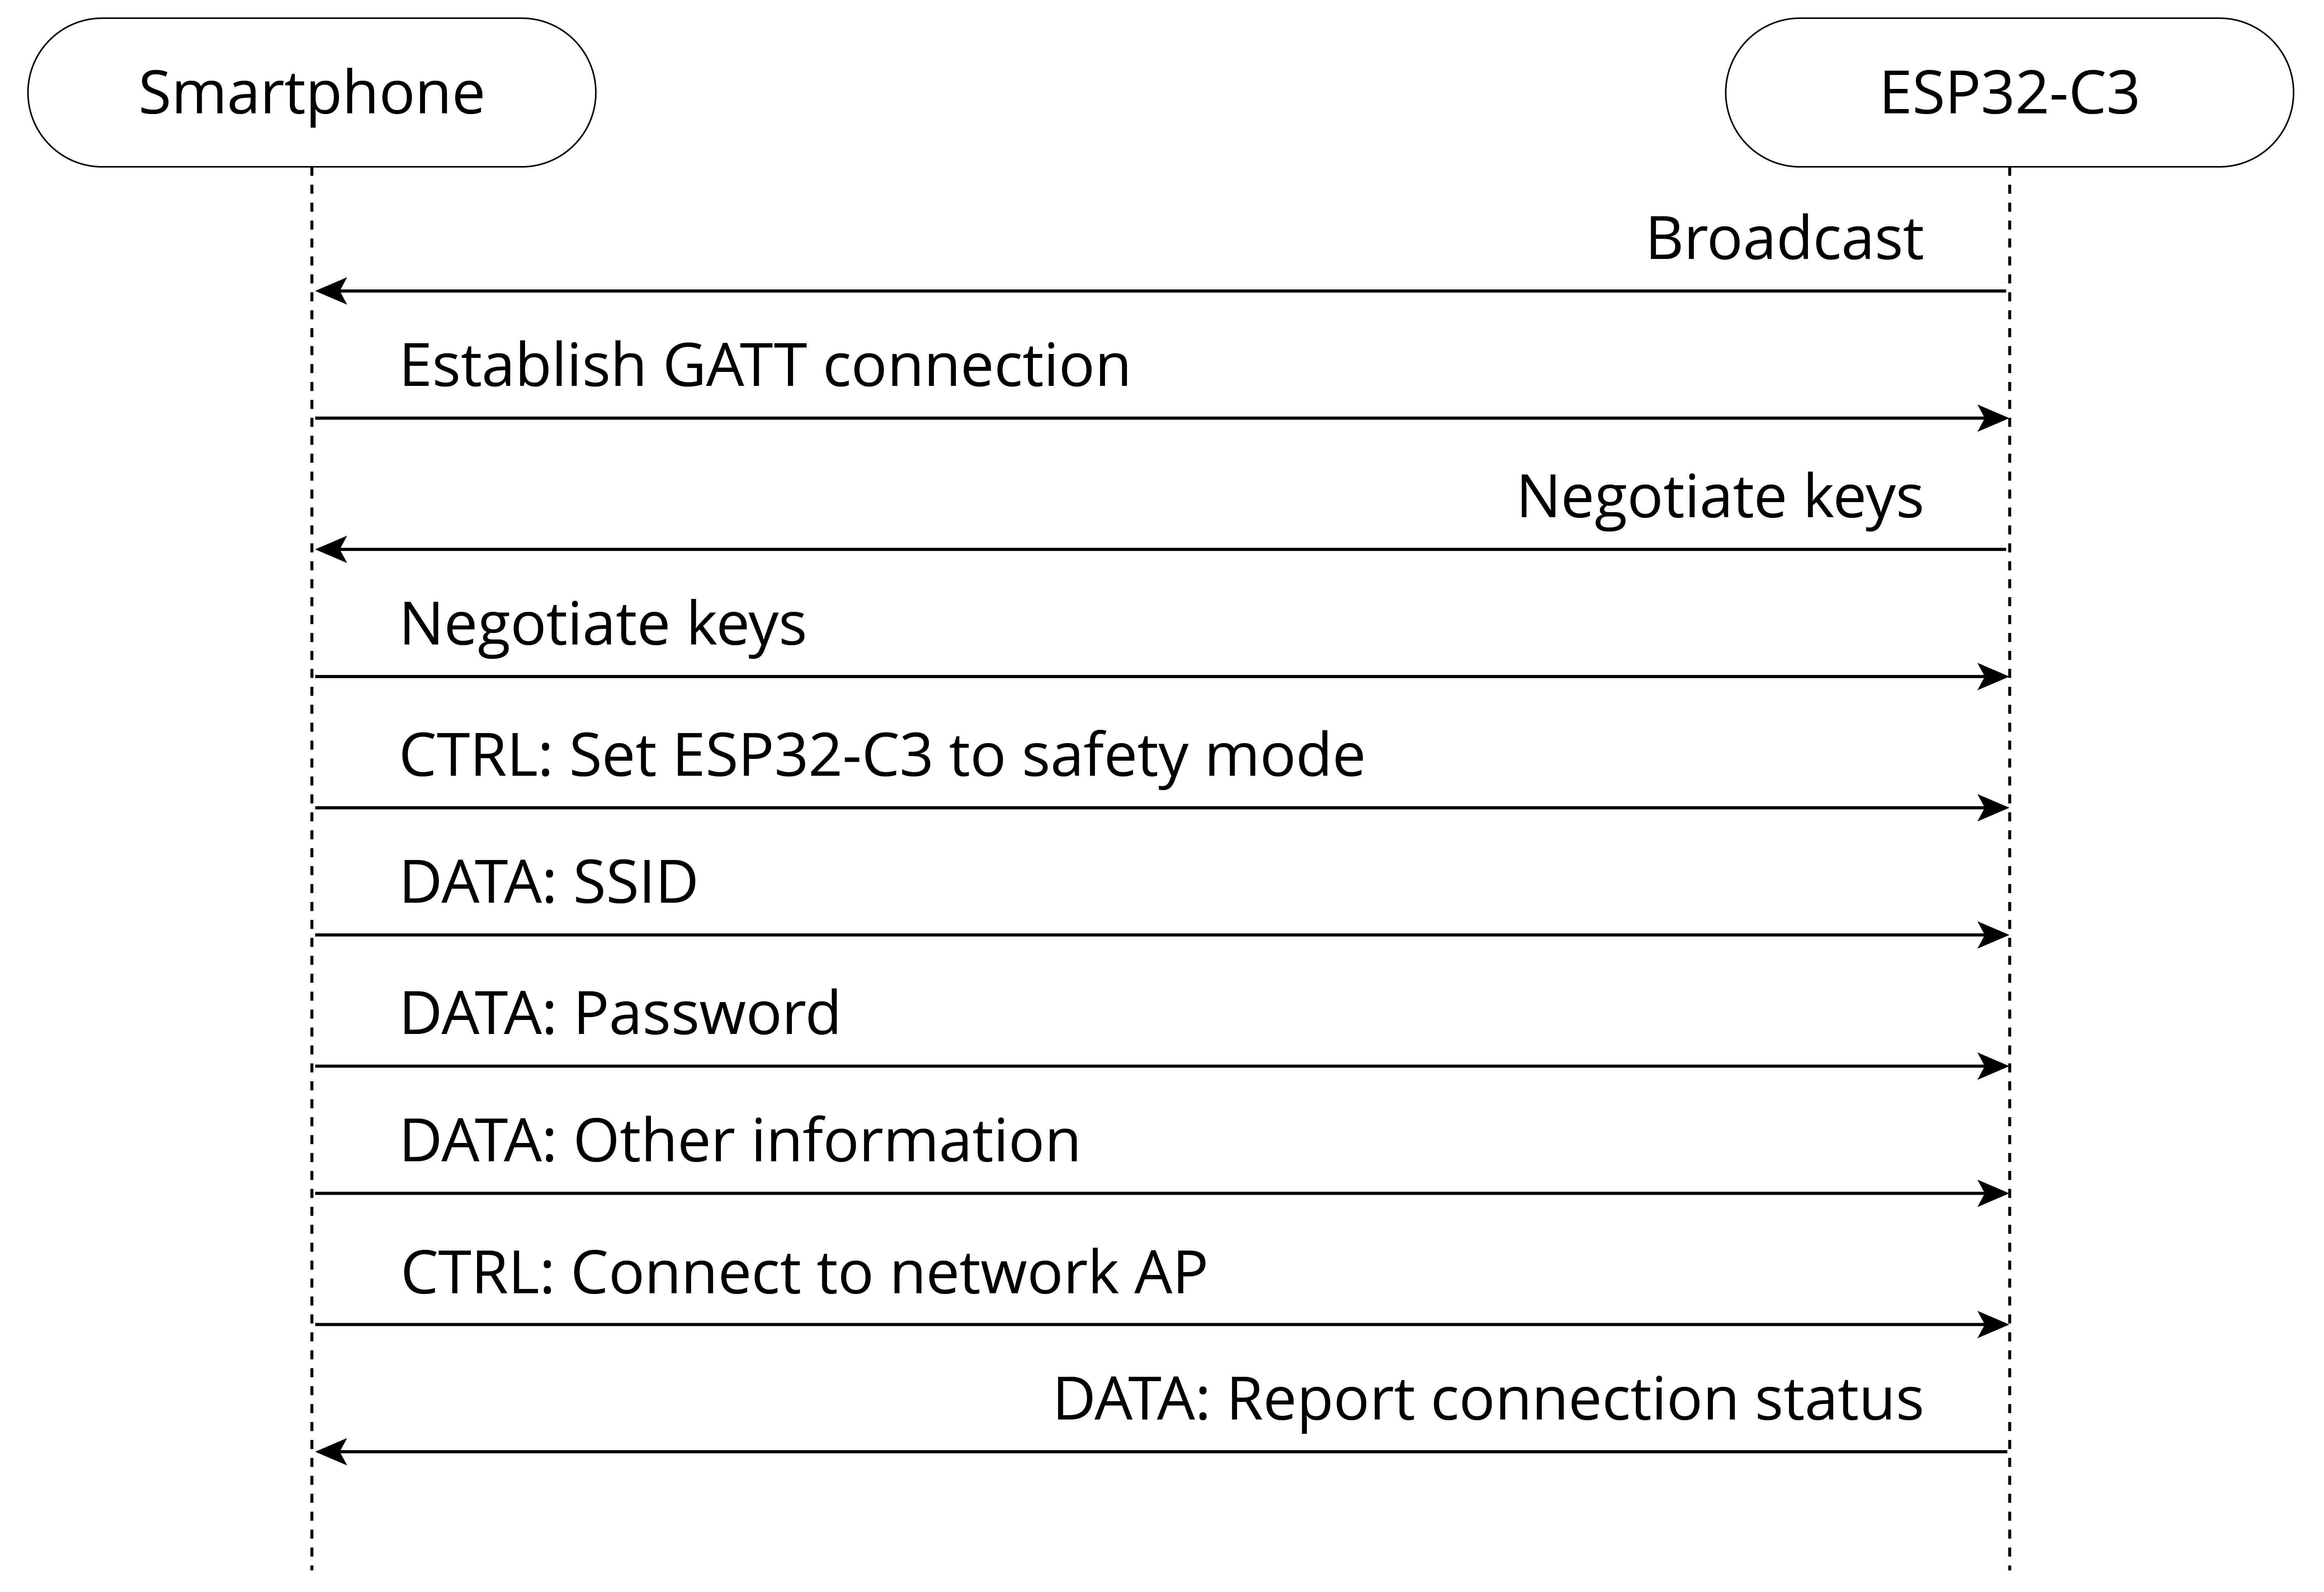 Smartphone
ESP32-C3
Broadcast
Establish GATT connection
Negotiate keys
Negotiate keys
CTRL: Set ESP32-C3 to safety mode
DATA: SSID
DATA: Password
DATA: Other information
CTRL: Connect to network AP
DATA: Report connection status